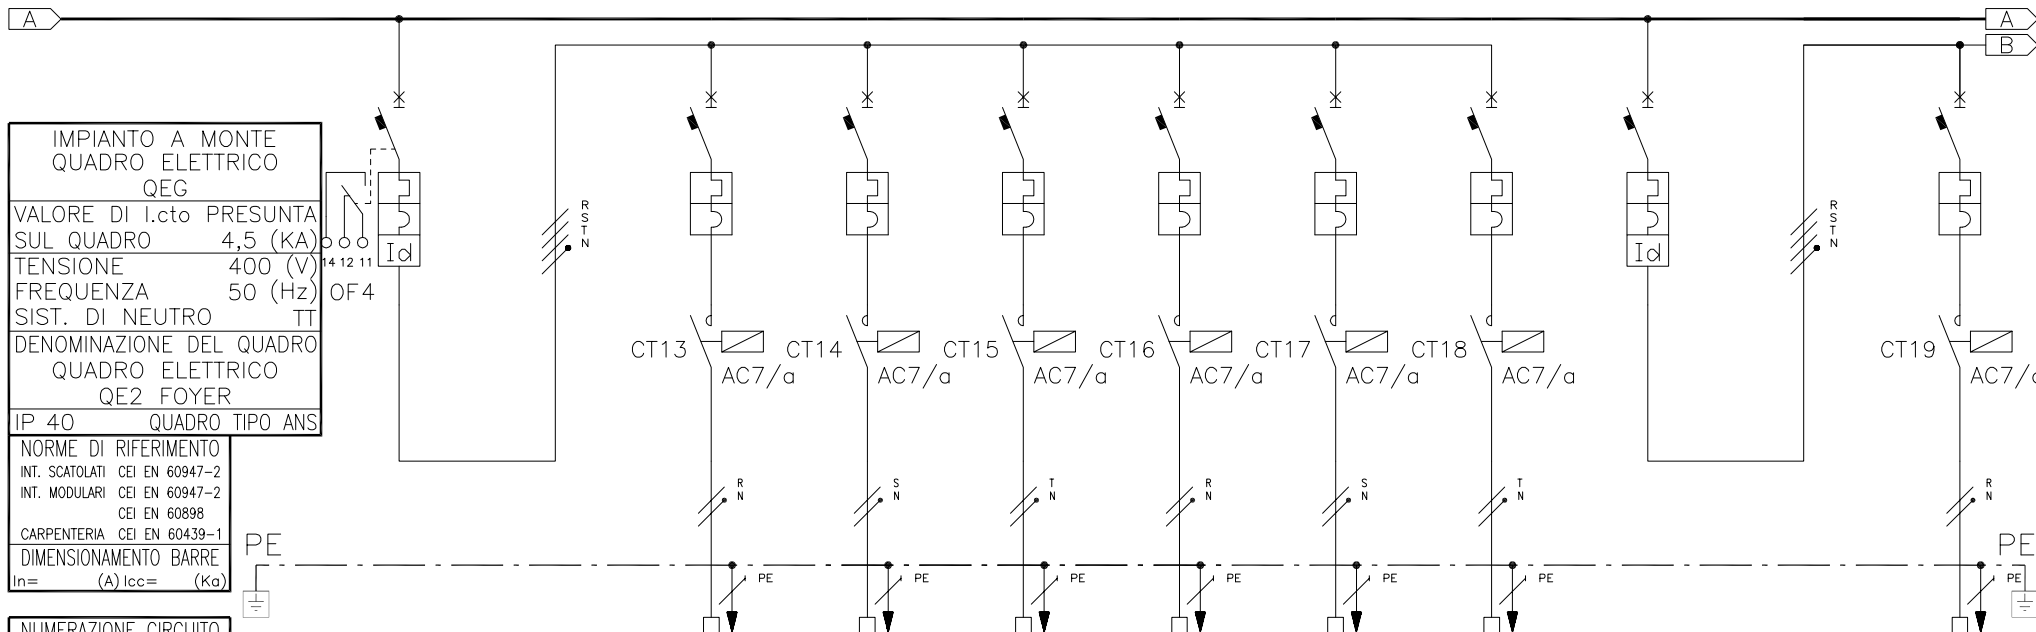 A
A
B
IMPIANTO A MONTE
QUADRO ELETTRICO
QEG
VALORE DI I.cto PRESUNTA
SUL QUADRO 4,5 (KA)
TENSIONE 400 (V)
FREQUENZA 50 (Hz)
SIST. DI NEUTRO TT
DENOMINAZIONE DEL QUADRO
QUADRO ELETTRICO
QE2 FOYER
IP 40 QUADRO TIPO ANS
NORME DI RIFERIMENTO
INT. SCATOLATI CEI EN 60947-2
INT. MODULARI CEI EN 60947-2
CEI EN 60898
CARPENTERIA CEI EN 60439-1
DIMENSIONAMENTO BARRE
In= (A) Icc= (Ka)
NUMERAZIONE CIRCUITO
14 12 11
OF4
Id
R
S
T
N
Id
R
S
T
N
CT13
AC7/a
CT14
AC7/a
CT15
AC7/a
CT16
AC7/a
CT17
AC7/a
CT18
AC7/a
CT19
AC7/a
R
N
S
N
T
N
R
N
S
N
T
N
R
N
PE
PE
PE
PE
PE
PE
PE
PE
PE